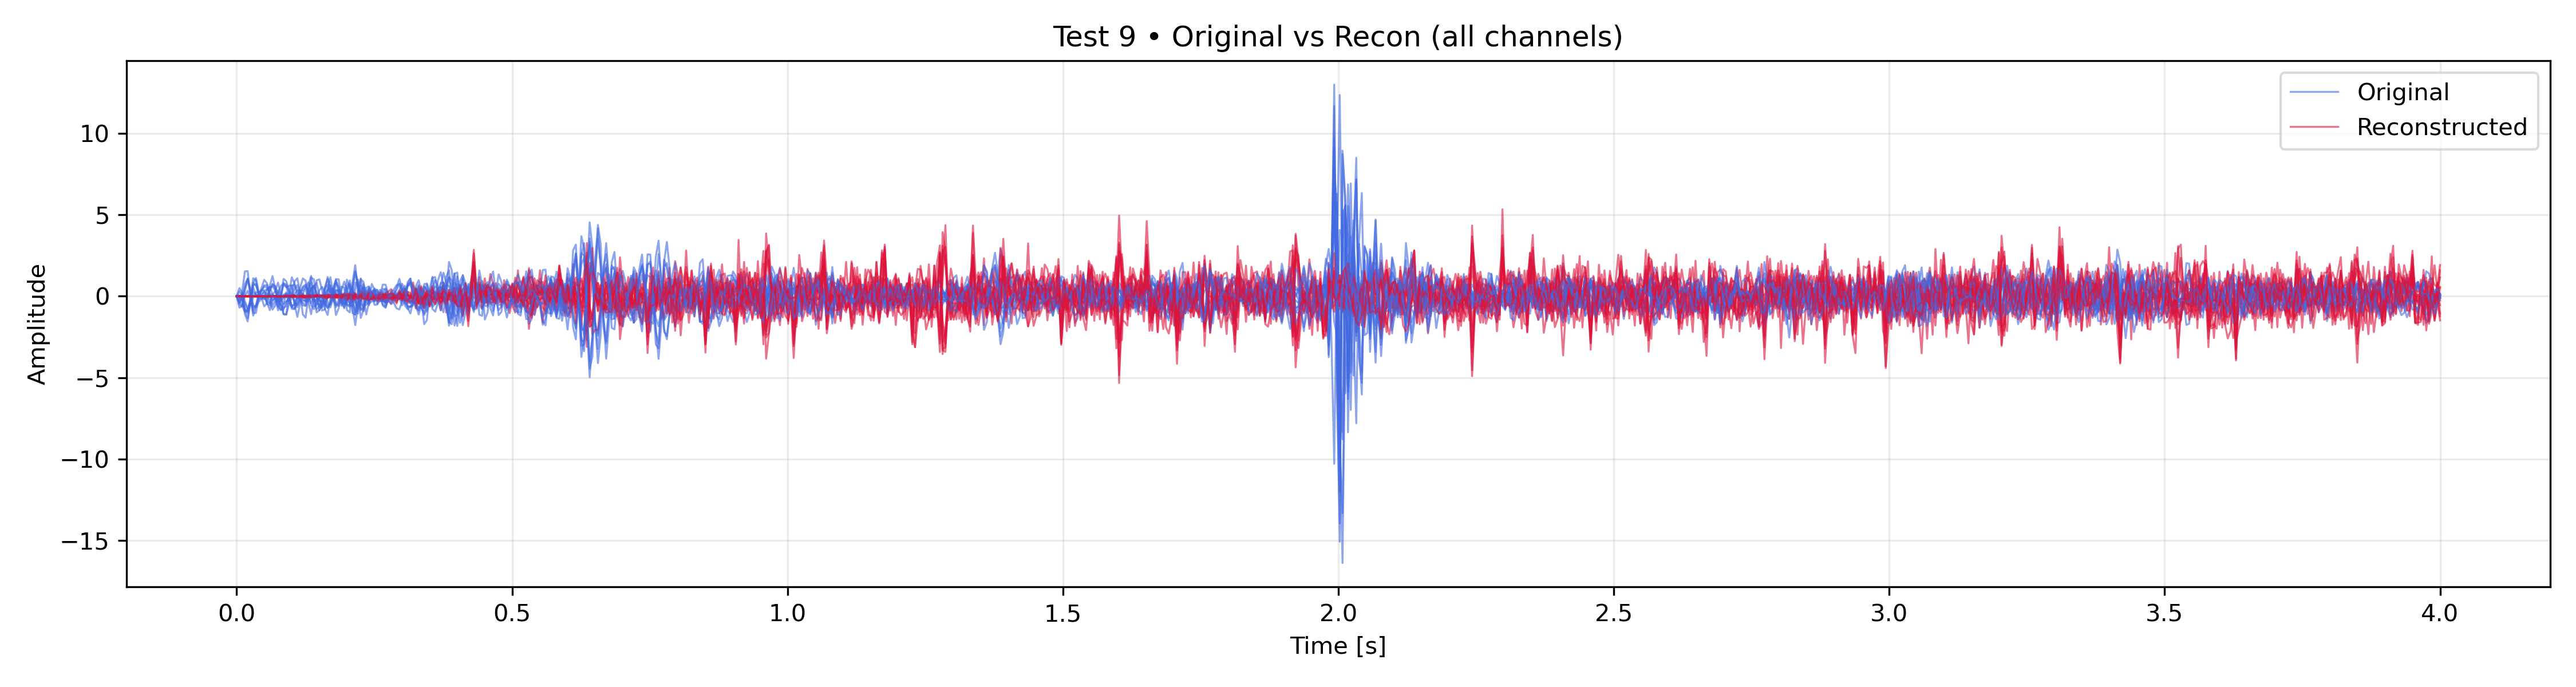 Test 9 • Original vs Recon (all channels)
Original
Reconstructed
Amplitude
10
5
0
−5
−10
−15
0.0 0.5 1.0 1.5 2.0 2.5 3.0 3.5 4.0
Time [s]